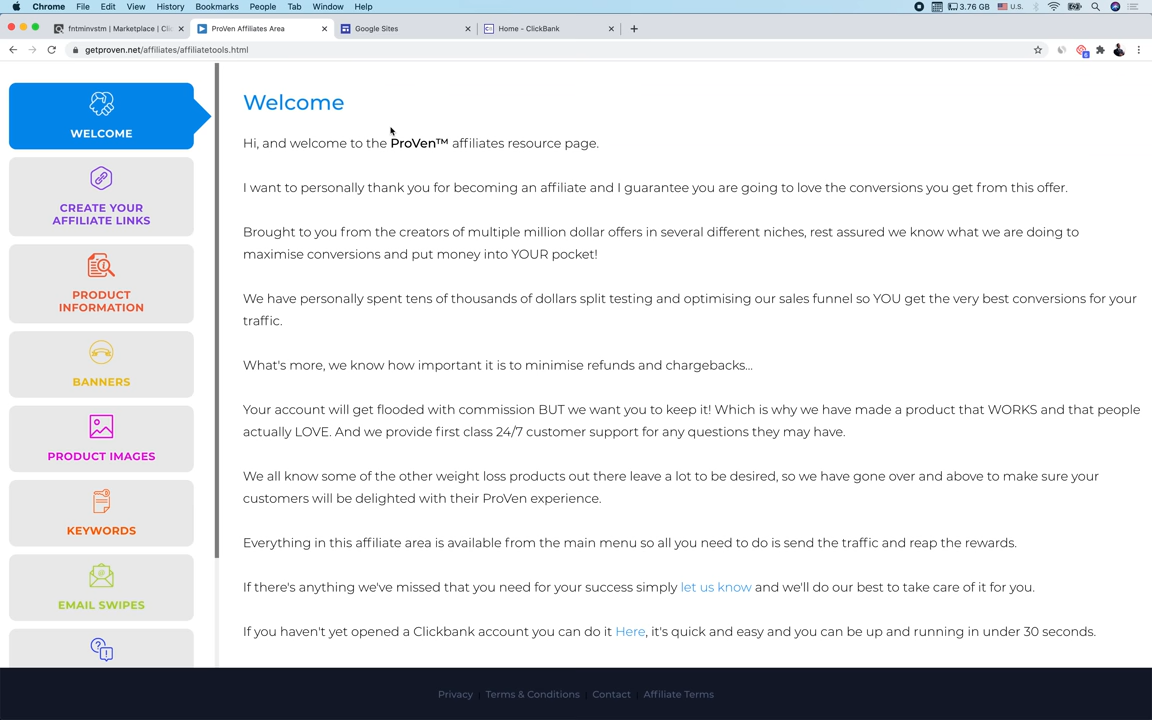 Chrome File Edit View History Bookmarks People Tab Window Help 3.76 GB U.S.
fntminvstm | Marketplace | Cli ProVen Affiliates Area Google Sites Home - ClickBank
getproven.net/affiliates/affiliatetools.html
WELCOME
CREATE YOUR
AFFILIATE LINKS
PRODUCT
INFORMATION
BANNERS
PRODUCT IMAGES
KEYWORDS
EMAIL SWIPES
Welcome
Hi, and welcome to the ProVen™ affiliates resource page.
I want to personally thank you for becoming an affiliate and I guarantee you are going to love the conversions you get from this offer.
Brought to you from the creators of multiple million dollar offers in several different niches, rest assured we know what we are doing to
maximise conversions and put money into YOUR pocket!
We have personally spent tens of thousands of dollars split testing and optimising our sales funnel so YOU get the very best conversions for your
traffic.
What's more, we know how important it is to minimise refunds and chargebacks...
Your account will get flooded with commission BUT we want you to keep it! Which is why we have made a product that WORKS and that people
actually LOVE. And we provide first class 24/7 customer support for any questions they may have.
We all know some of the other weight loss products out there leave a lot to be desired, so we have gone over and above to make sure your
customers will be delighted with their ProVen experience.
Everything in this affiliate area is available from the main menu so all you need to do is send the traffic and reap the rewards.
If there's anything we've missed that you need for your success simply let us know and we'll do our best to take care of it for you.
If you haven't yet opened a Clickbank account you can do it Here, it's quick and easy and you can be up and running in under 30 seconds.
Privacy Terms & Conditions Contact Affiliate Terms